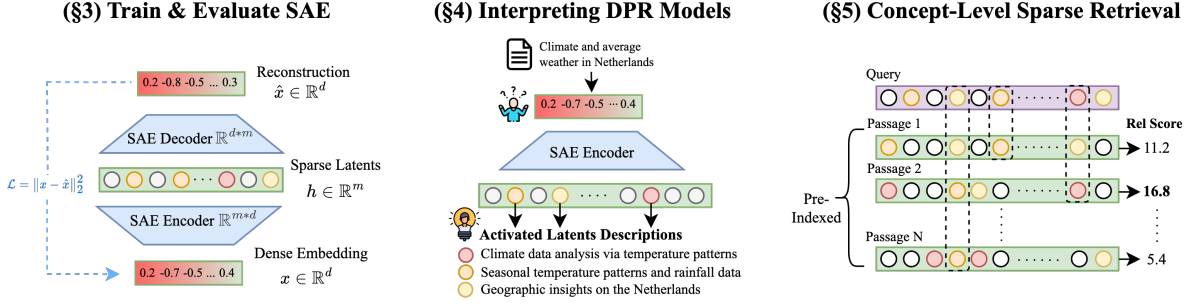 (§3) Train & Evaluate SAE
0.2 -0.8 -0.5 ... 0.3
Reconstruction
x̂ ∈ ℝ^d
SAE Decoder ℝ^{d*m}
Sparse Latents
h ∈ ℝ^m
ℒ = ‖x − x̂‖²₂
SAE Encoder ℝ^{m*d}
Dense Embedding
x ∈ ℝ^d
0.2 -0.7 -0.5 ... 0.4
(§4) Interpreting DPR Models
Climate and average
weather in Netherlands
0.2 -0.7 -0.5 ... 0.4
SAE Encoder
Activated Latents Descriptions
Climate data analysis via temperature patterns
Seasonal temperature patterns and rainfall data
Geographic insights on the Netherlands
(§5) Concept-Level Sparse Retrieval
Query
Passage 1
Rel Score
11.2
Passage 2
16.8
Pre-
Indexed
Passage N
5.4